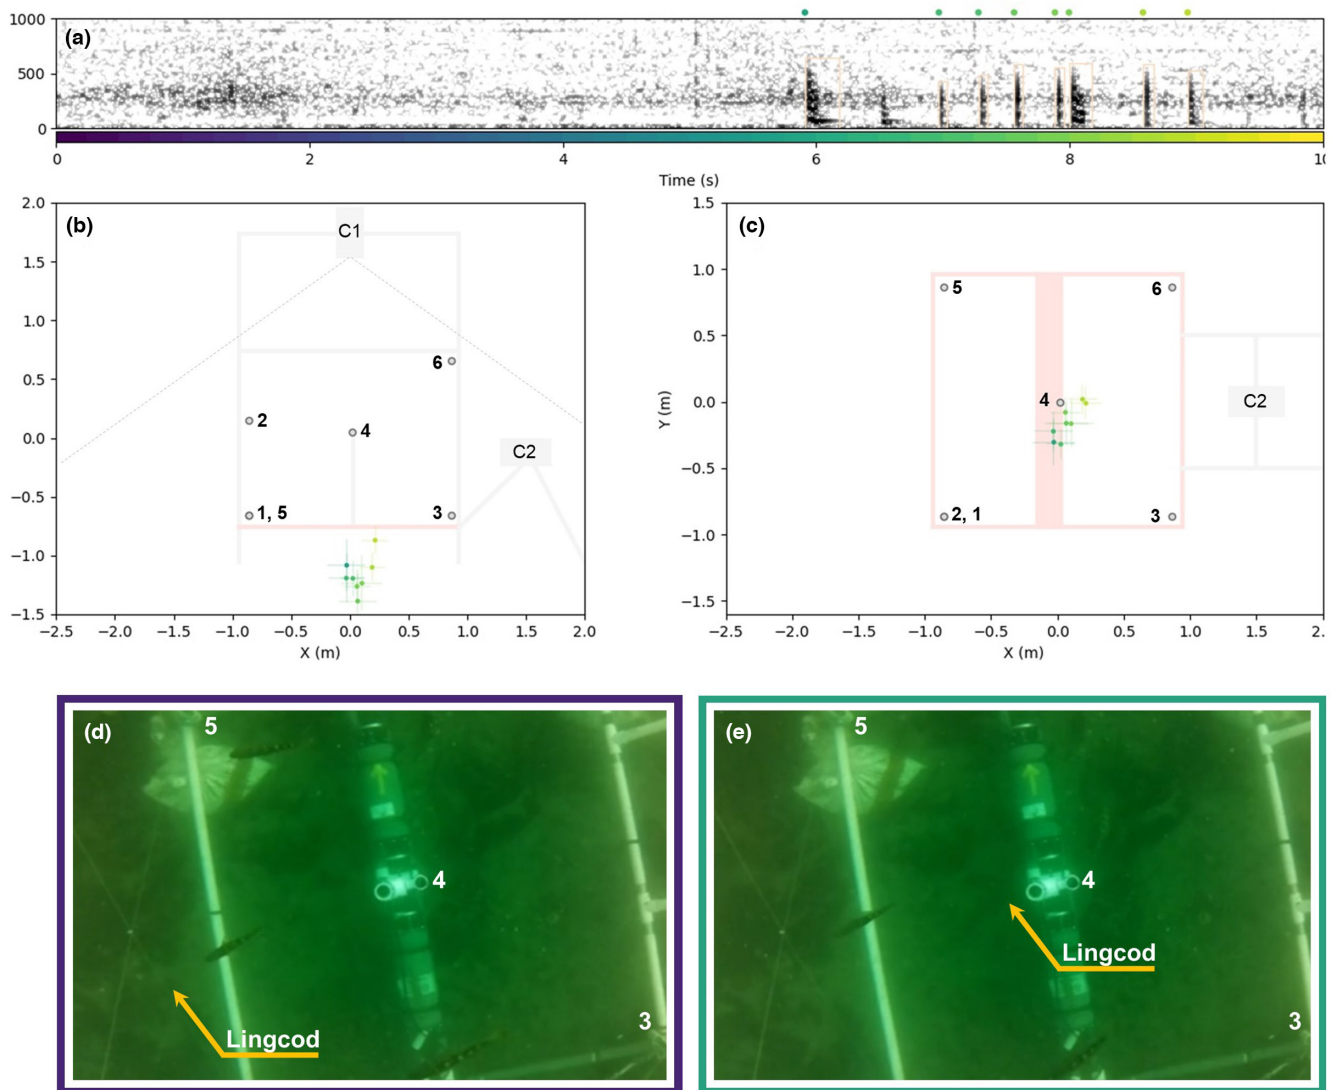 (a)
1000
500
0
0 2 4 6 8 10
Time (s)
(b)
2.0
1.5
1.0
0.5
0.0
−0.5
−1.0
−1.5
C1
6
2
4
C2
1, 5
3
−2.5 −2.0 −1.5 −1.0 −0.5 0.0 0.5 1.0 1.5 2.0
X (m)
(c)
Y (m)
1.5
1.0
0.5
0.0
−0.5
−1.0
−1.5
5
6
4
C2
2, 1
3
−2.5 −2.0 −1.5 −1.0 −0.5 0.0 0.5 1.0 1.5 2.
X (m)
(d)
5
4
3
Lingcod
(e)
5
4
Lingcod
3